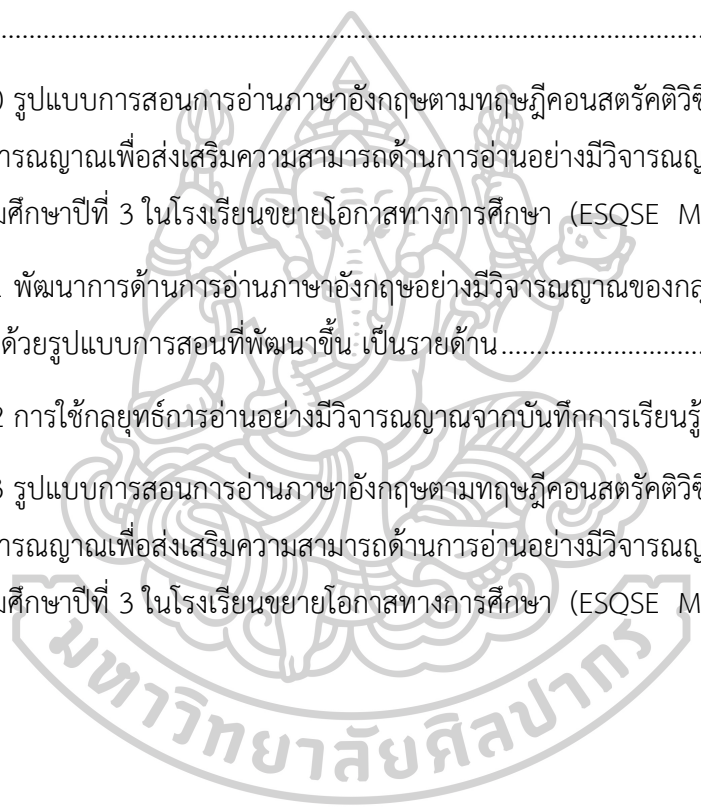 ....................................................................................................
) รูปแบบการสอนการอ่านภาษาอังกฤษตามทฤษฎีคอนสตรัคติวิซึ
ารณญาณเพื่อส่งเสริมความสามารถด้านการอ่านอย่างมีวิจารณญ
มศึกษาปีที่ 3 ในโรงเรียนขยายโอกาสทางการศึกษา (ESQSE M
พัฒนาการด้านการอ่านภาษาอังกฤษอย่างมีวิจารณญาณของกลุ
ด้วยรูปแบบการสอนที่พัฒนาขึ้น เป็นรายด้าน....................................
2 การใช้กลยุทธ์การอ่านอย่างมีวิจารณญาณจากบันทึกการเรียนรู้
3 รูปแบบการสอนการอ่านภาษาอังกฤษตามทฤษฎีคอนสตรัคติวิซึ
ารณญาณเพื่อส่งเสริมความสามารถด้านการอ่านอย่างมีวิจารณญ
มศึกษาปีที่ 3 ในโรงเรียนขยายโอกาสทางการศึกษา (ESQSE M
มหาวิทยาลัยศิลปากร